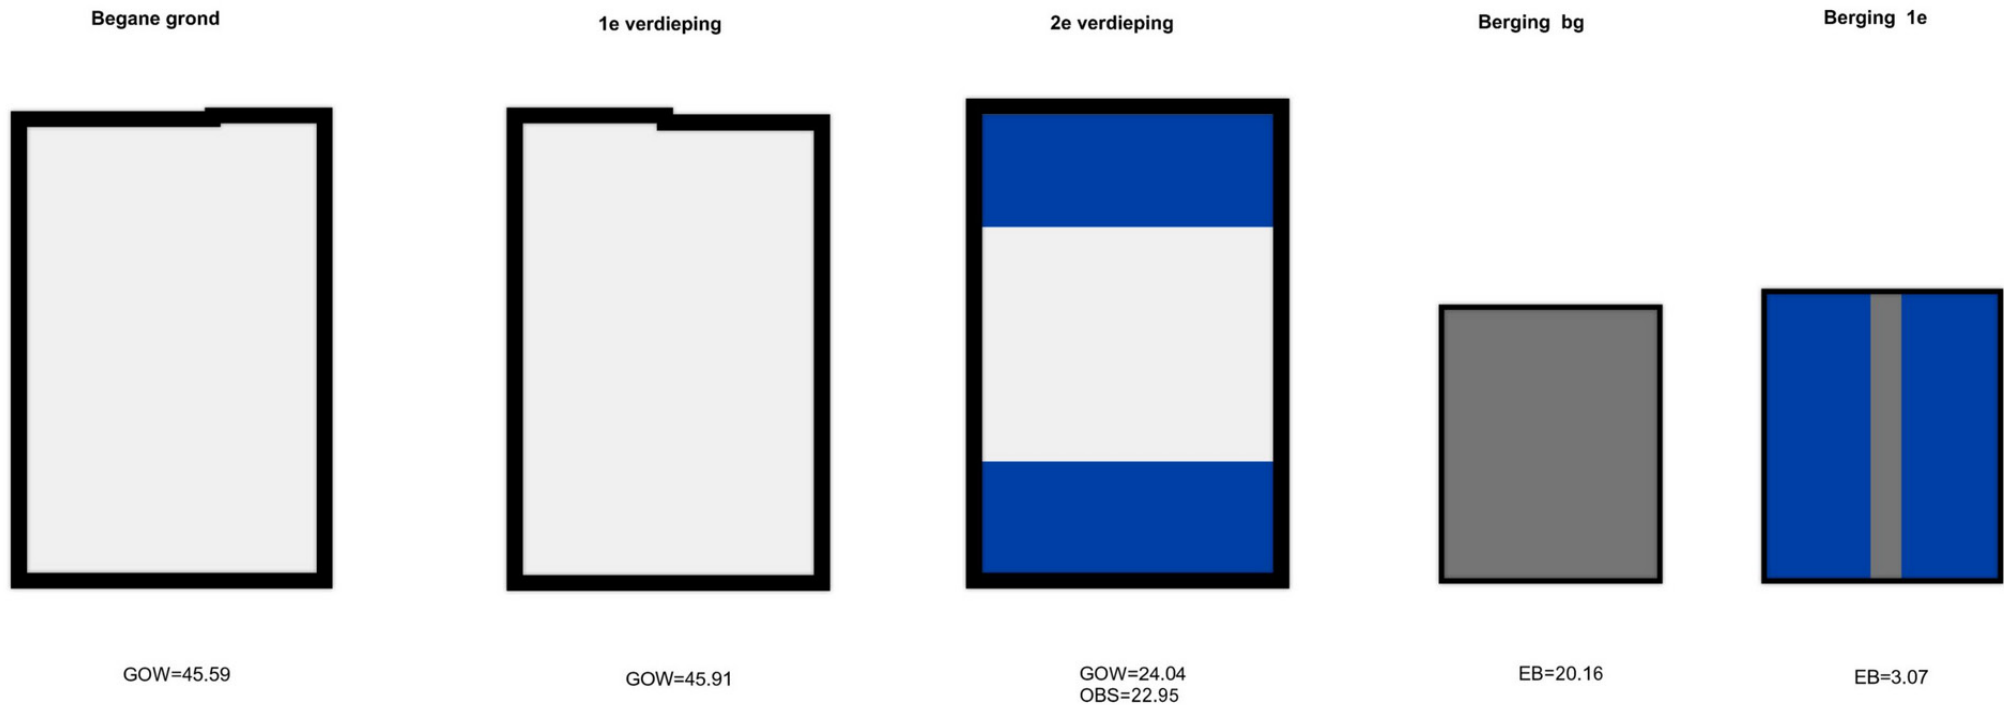 Begane grond
1e verdieping
2e verdieping
Berging bg
Berging 1e
GOW=45.59
GOW=45.91
GOW=24.04
OBS=22.95
EB=20.16
EB=3.07